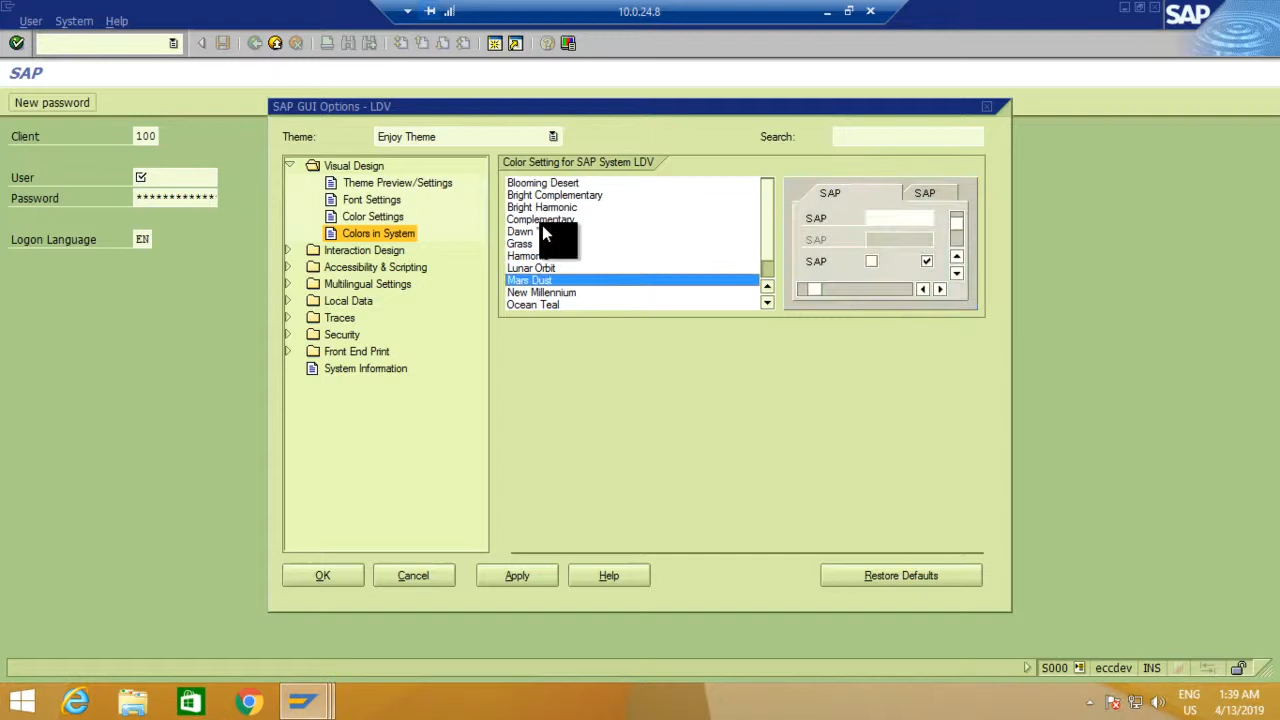 10.0.24.8
User System Help
SAP
SAP
New password
Client 100
User
Password ************
Logon Language EN
SAP GUI Options - LDV
Theme: Enjoy Theme Search:
Visual Design
Theme Preview/Settings
Font Settings
Color Settings
Colors in System
Interaction Design
Accessibility & Scripting
Multilingual Settings
Local Data
Traces
Security
Front End Print
System Information
Color Setting for SAP System LDV
Blooming Desert
Bright Complementary
Bright Harmonic
Complementary
Dawn
Grass
Lunar Orbit
Mars Dust
New Millennium
Ocean Teal
SAP SAP
SAP
SAP
SAP
OK Cancel Apply Help Restore Defaults
S000 eccdev INS
ENG 1:39 AM
US 4/13/2019